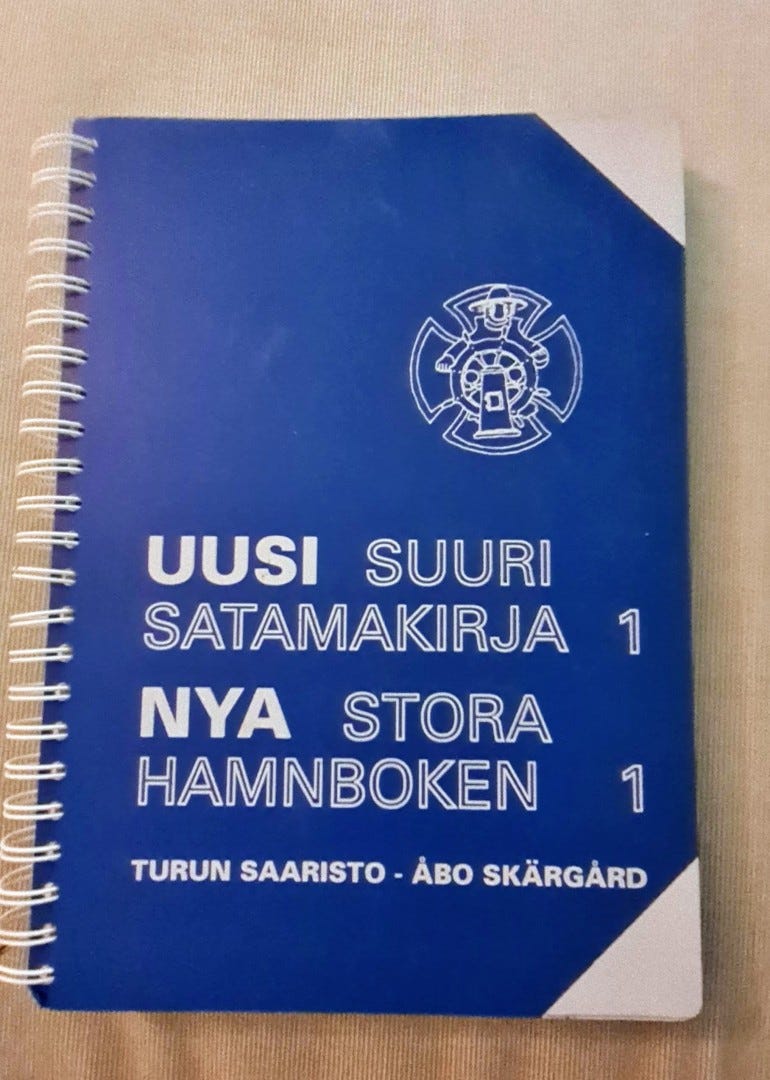 UUSI SUURI
SATAMAKIRJA 1
NYA STORA
HAMNBOKEN 1
TURUN SAARISTO - ÅBO SKÄRGÅRD